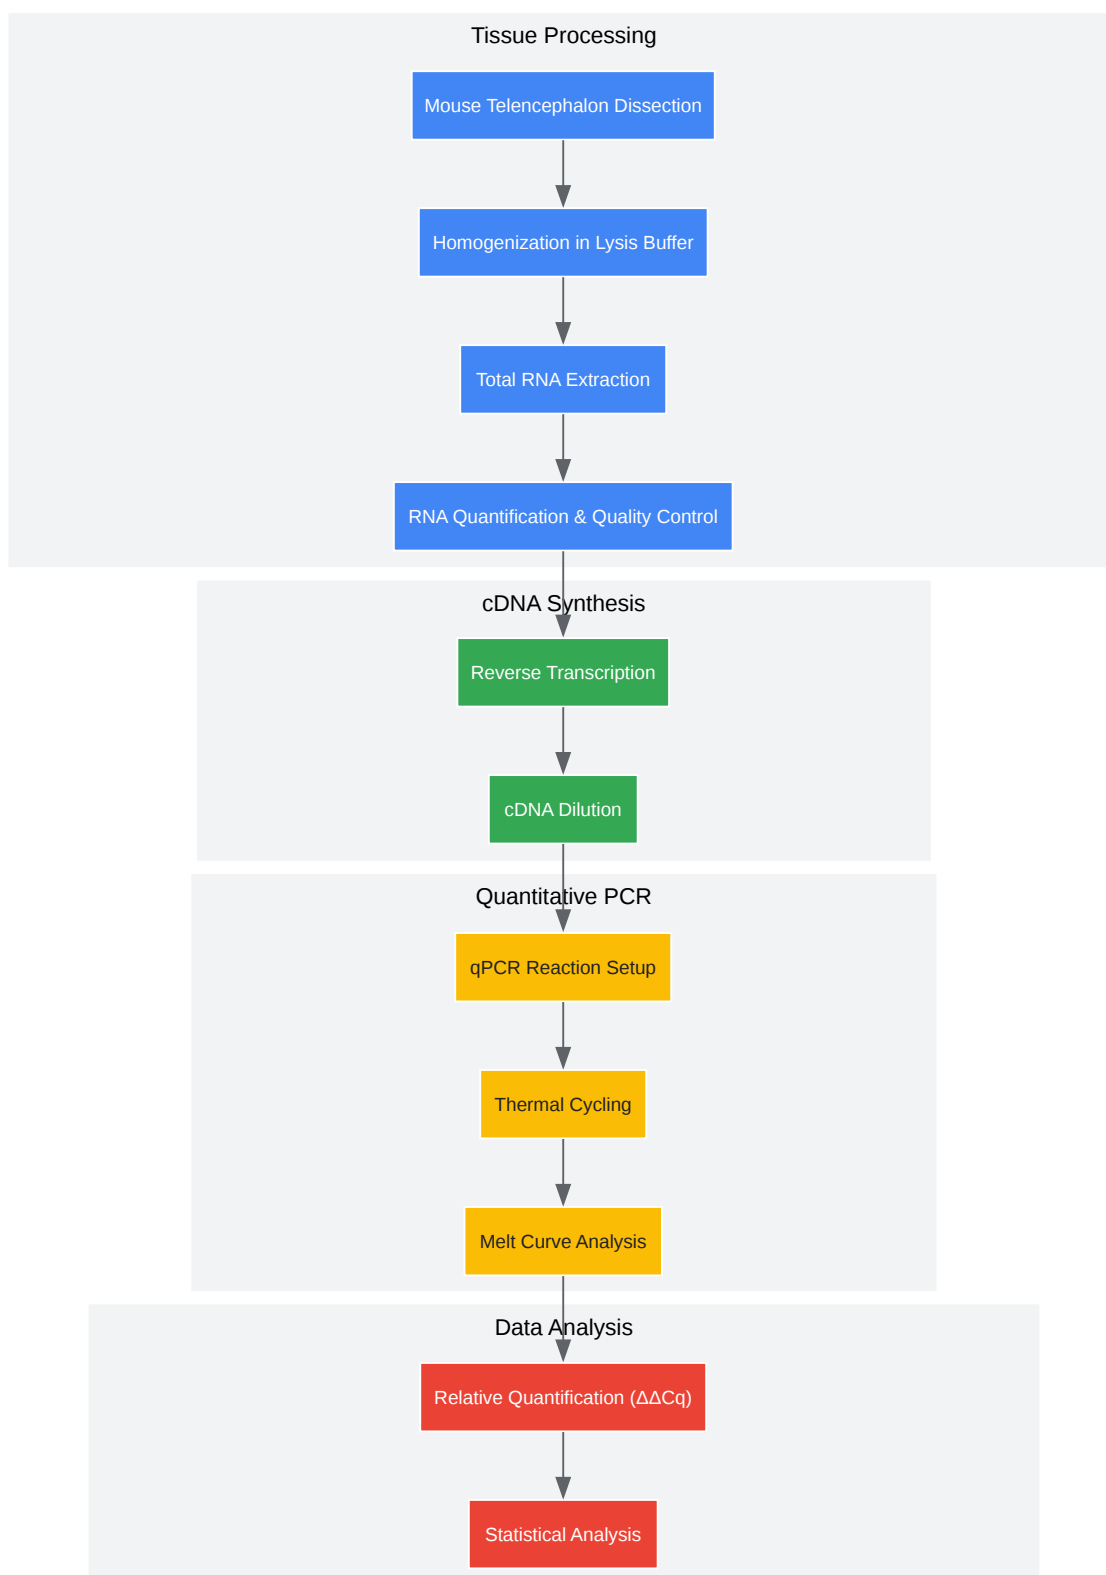 Tissue Processing
Mouse Telencephalon Dissection
Homogenization in Lysis Buffer
Total RNA Extraction
RNA Quantification & Quality Control
cDNA Synthesis
Reverse Transcription
cDNA Dilution
Quantitative PCR
qPCR Reaction Setup
Thermal Cycling
Melt Curve Analysis
Data Analysis
Relative Quantification (ΔΔCq)
Statistical Analysis